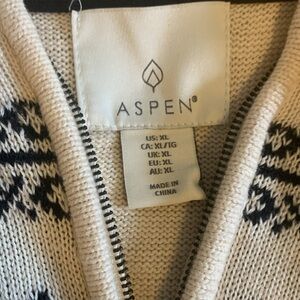 ASPEN®
US: XL
CA: XL/TG
UK: XL
EU: XL
AU: XL
MADE IN
CHINA